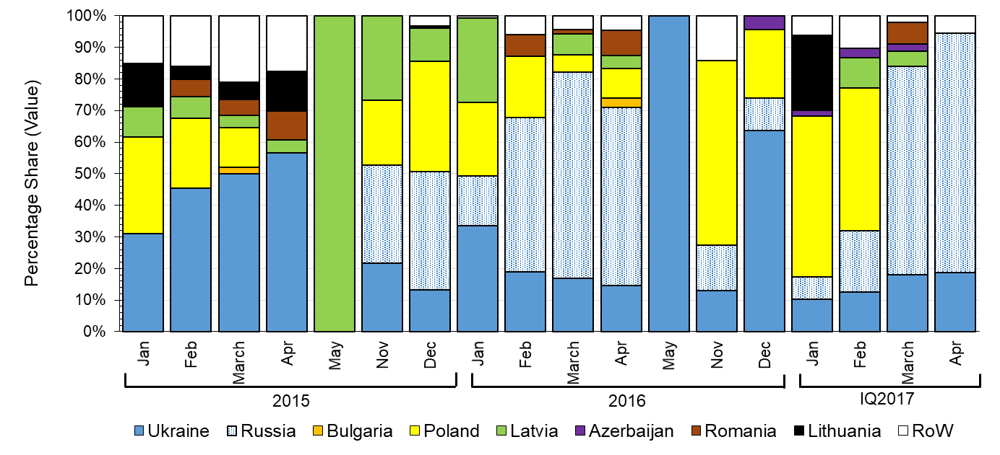 Percentage Share (Value)
100%
90%
80%
70%
60%
50%
40%
30%
20%
10%
0%
Jan
Feb
March
Apr
May
Nov
Dec
Jan
Feb
March
Apr
May
Nov
Dec
Jan
Feb
March
Apr
2015
2016
IQ2017
Ukraine Russia Bulgaria Poland Latvia Azerbaijan Romania Lithuania RoW